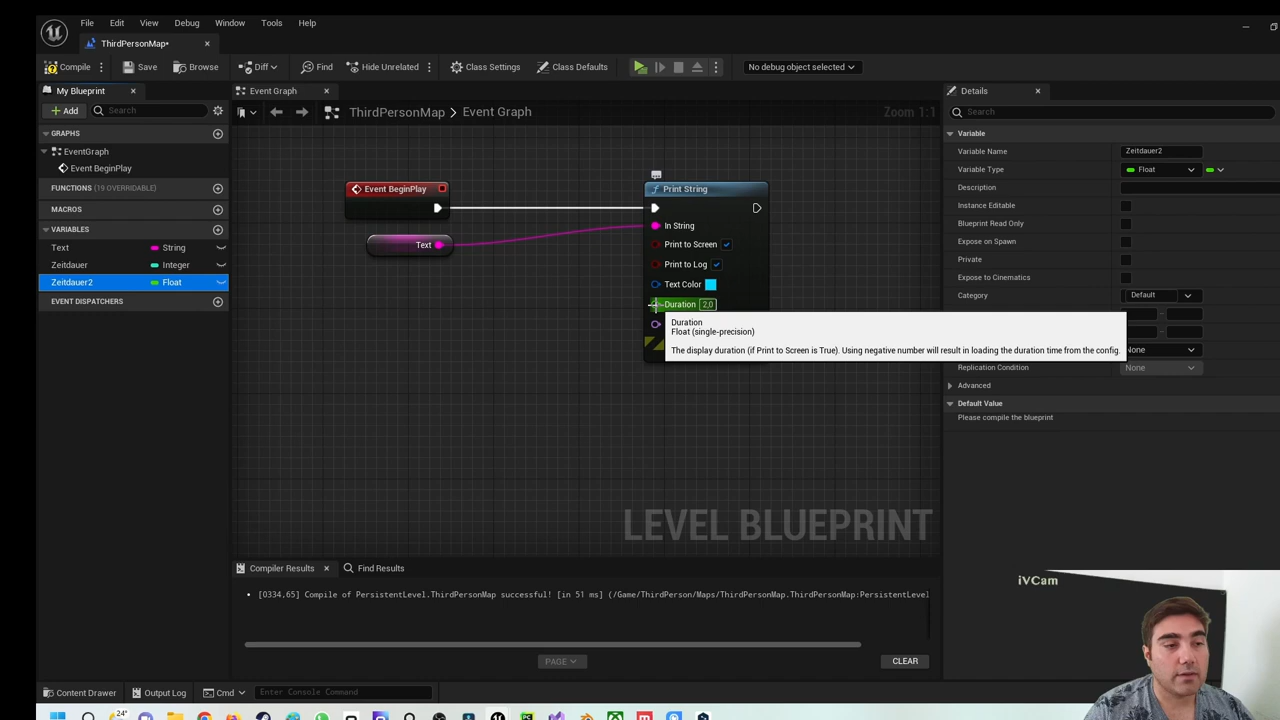 File Edit View Debug Window Tools Help
ThirdPersonMap•
Compile Save Browse Diff Find Hide Unrelated Class Settings Class Defaults No debug object selected
My Blueprint
Add Search
GRAPHS
EventGraph
Event BeginPlay
FUNCTIONS (19 OVERRIDABLE)
MACROS
VARIABLES
Text String
Zeitdauer Integer
Zeitdauer2 Float
EVENT DISPATCHERS
Event Graph
ThirdPersonMap > Event Graph Zoom 1:1
Event BeginPlay
Text
Print String
In String
Print to Screen
Print to Log
Text Color
Duration 2,0
Duration
Float (single-precision)
The display duration (if Print to Screen is True). Using negative number will result in loading the duration time from the config.
LEVEL BLUEPRINT
Details
Search
Variable
Variable Name Zeitdauer2
Variable Type Float
Description
Instance Editable
Blueprint Read Only
Expose on Spawn
Private
Expose to Cinematics
Category Default
None
Replication Condition None
Advanced
Default Value
Please compile the blueprint
Compiler Results Find Results
[0334,65] Compile of PersistentLevel.ThirdPersonMap successful! [in 51 ms] (/Game/ThirdPerson/Maps/ThirdPersonMap.ThirdPersonMap:PersistentLevel
PAGE CLEAR
iVCam
Content Drawer Output Log Cmd Enter Console Command
24°